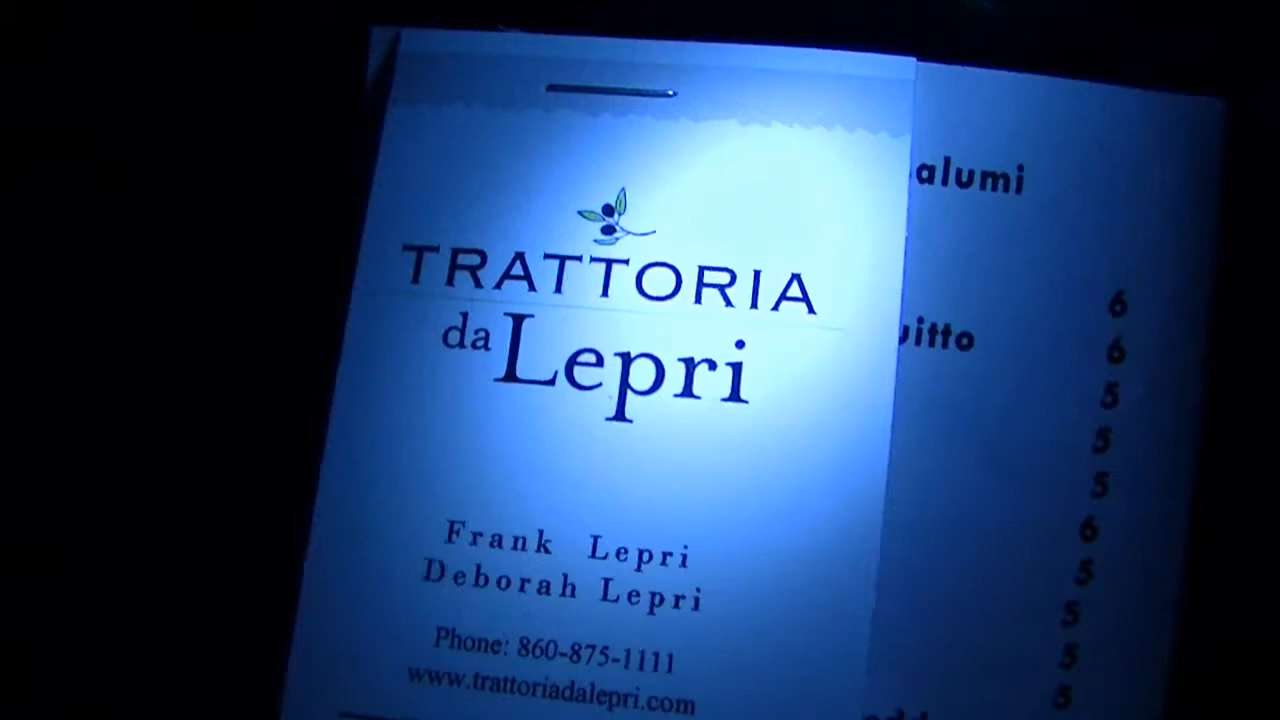 TRATTORIA
da Lepri
Frank Lepri
Deborah Lepri
Phone: 860-875-1111
www.trattoriadalepri.com
alumi
6
uitto
6
5
5
5
6
5
5
5
5